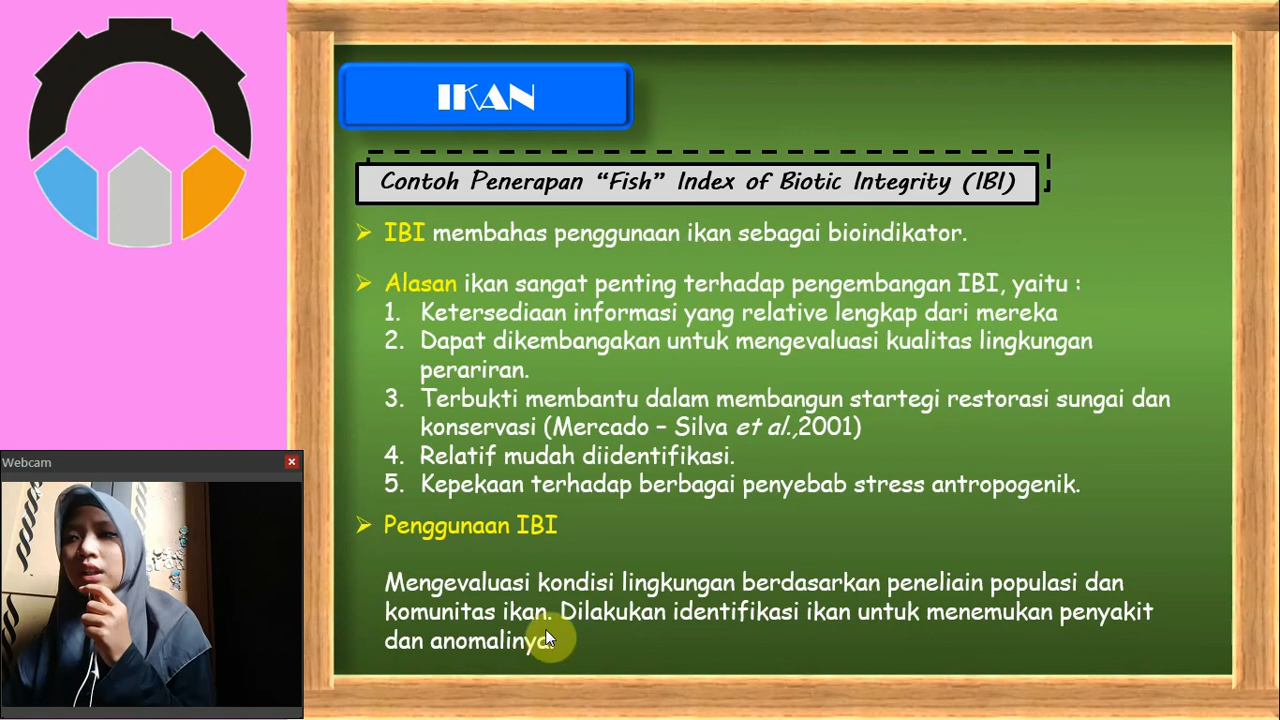 IKAN
Contoh Penerapan “Fish” Index of Biotic Integrity (IBI)
➢ IBI membahas penggunaan ikan sebagai bioindikator.
➢ Alasan ikan sangat penting terhadap pengembangan IBI, yaitu :
1. Ketersediaan informasi yang relative lengkap dari mereka
2. Dapat dikembangakan untuk mengevaluasi kualitas lingkungan
perariran.
3. Terbukti membantu dalam membangun startegi restorasi sungai dan
konservasi (Mercado – Silva et al.,2001)
4. Relatif mudah diidentifikasi.
5. Kepekaan terhadap berbagai penyebab stress antropogenik.
➢ Penggunaan IBI
Mengevaluasi kondisi lingkungan berdasarkan peneliain populasi dan
komunitas ikan. Dilakukan identifikasi ikan untuk menemukan penyakit
dan anomalinya.
Webcam